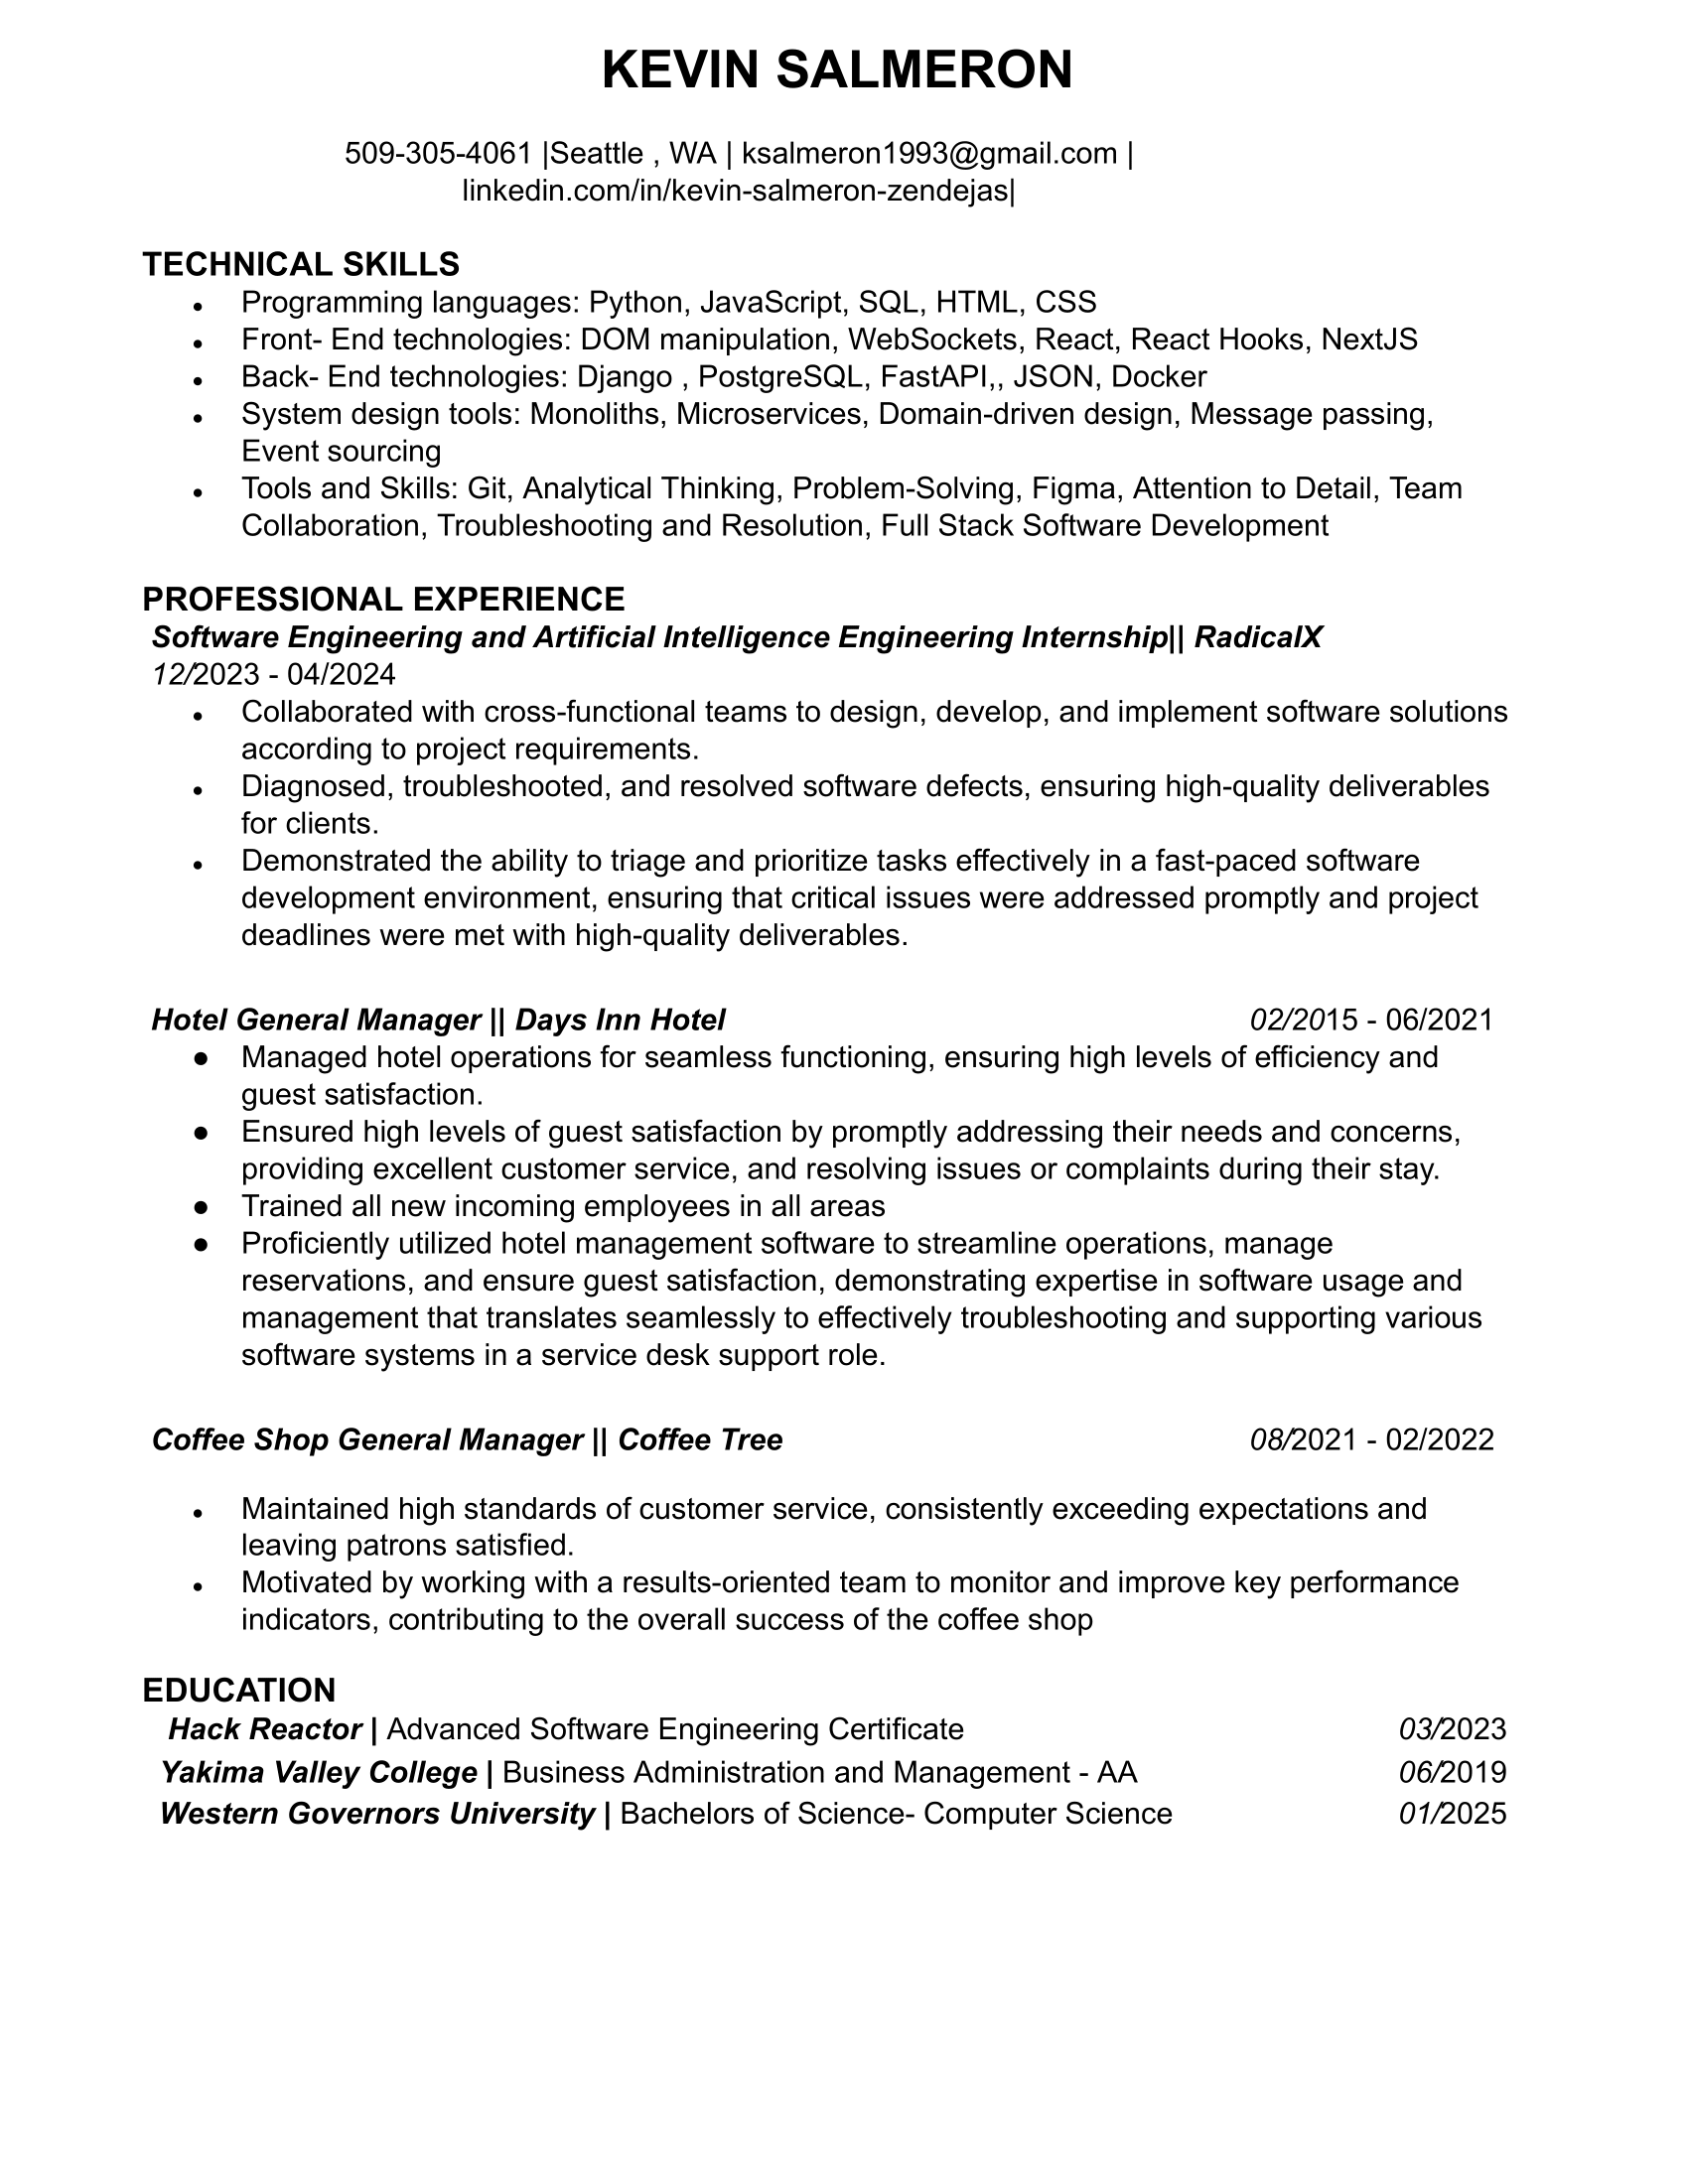 KEVIN SALMERON
509-305-4061 |Seattle , WA | ksalmeron1993@gmail.com |
linkedin.com/in/kevin-salmeron-zendejas|
TECHNICAL SKILLS
● Programming languages: Python, JavaScript, SQL, HTML, CSS
● Front- End technologies: DOM manipulation, WebSockets, React, React Hooks, NextJS
● Back- End technologies: Django , PostgreSQL, FastAPI,, JSON, Docker
● System design tools: Monoliths, Microservices, Domain-driven design, Message passing,
Event sourcing
● Tools and Skills: Git, Analytical Thinking, Problem-Solving, Figma, Attention to Detail, Team
Collaboration, Troubleshooting and Resolution, Full Stack Software Development
PROFESSIONAL EXPERIENCE
Software Engineering and Artificial Intelligence Engineering Internship|| RadicalX
12/2023 - 04/2024
● Collaborated with cross-functional teams to design, develop, and implement software solutions
according to project requirements.
● Diagnosed, troubleshooted, and resolved software defects, ensuring high-quality deliverables
for clients.
● Demonstrated the ability to triage and prioritize tasks effectively in a fast-paced software
development environment, ensuring that critical issues were addressed promptly and project
deadlines were met with high-quality deliverables.
Hotel General Manager || Days Inn Hotel 02/2015 - 06/2021
● Managed hotel operations for seamless functioning, ensuring high levels of efficiency and
guest satisfaction.
● Ensured high levels of guest satisfaction by promptly addressing their needs and concerns,
providing excellent customer service, and resolving issues or complaints during their stay.
● Trained all new incoming employees in all areas
● Proficiently utilized hotel management software to streamline operations, manage
reservations, and ensure guest satisfaction, demonstrating expertise in software usage and
management that translates seamlessly to effectively troubleshooting and supporting various
software systems in a service desk support role.
Coffee Shop General Manager || Coffee Tree 08/2021 - 02/2022
● Maintained high standards of customer service, consistently exceeding expectations and
leaving patrons satisfied.
● Motivated by working with a results-oriented team to monitor and improve key performance
indicators, contributing to the overall success of the coffee shop
EDUCATION
Hack Reactor | Advanced Software Engineering Certificate 03/2023
Yakima Valley College | Business Administration and Management - AA 06/2019
Western Governors University | Bachelors of Science- Computer Science 01/2025